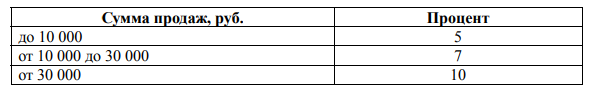 Сумма продаж, руб. Процент
до 10 000 5
от 10 000 до 30 000 7
от 30 000 10